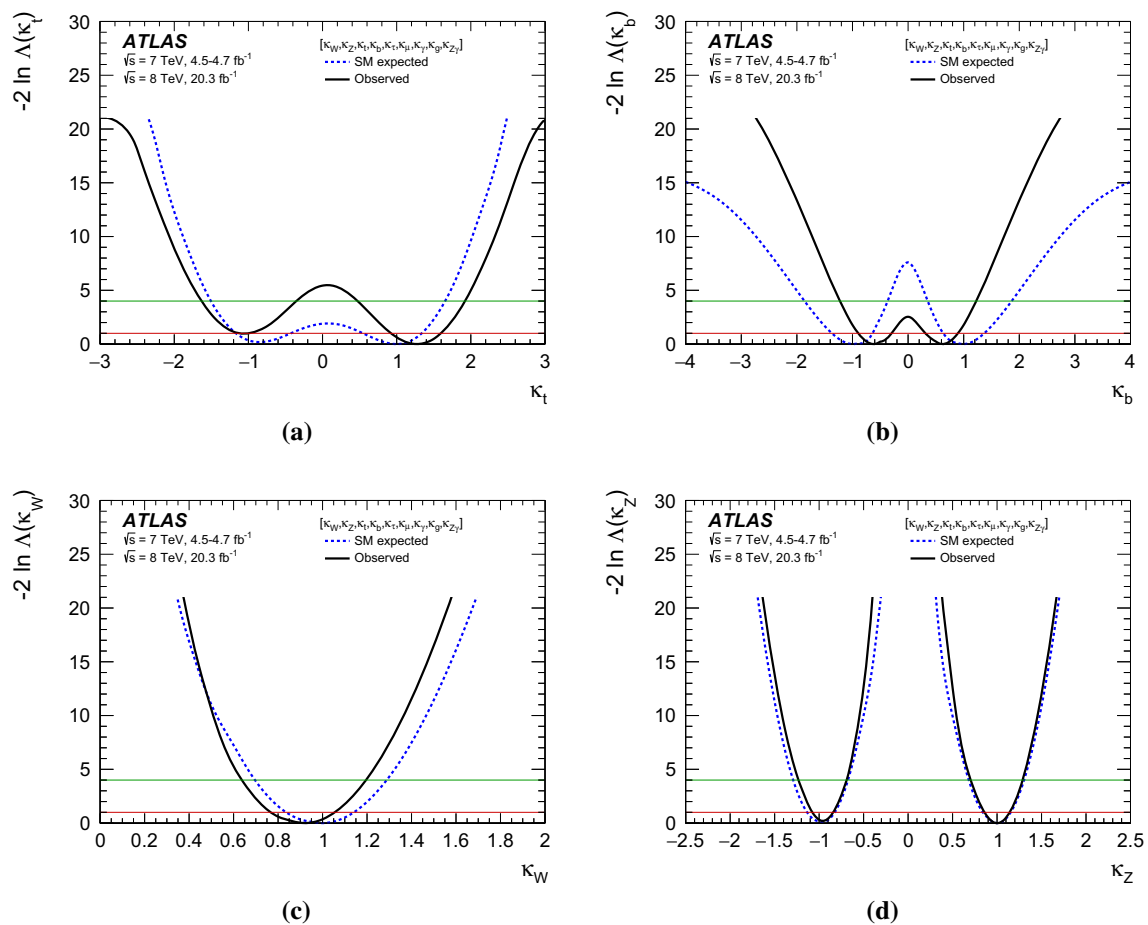 -2 ln Λ(κt)
30
25
20
15
10
5
0
ATLAS
√s = 7 TeV, 4.5-4.7 fb-1
√s = 8 TeV, 20.3 fb-1
[κW,κZ,κt,κb,κτ,κμ,κγ,κg,κZγ]
SM expected
Observed
−3 −2 −1 0 1 2 3
κt
(a)
-2 ln Λ(κb)
30
25
20
15
10
5
0
ATLAS
√s = 7 TeV, 4.5-4.7 fb-1
√s = 8 TeV, 20.3 fb-1
[κW,κZ,κt,κb,κτ,κμ,κγ,κg,κZγ]
SM expected
Observed
−4 −3 −2 −1 0 1 2 3 4
κb
(b)
-2 ln Λ(κW)
30
25
20
15
10
5
0
ATLAS
√s = 7 TeV, 4.5-4.7 fb-1
√s = 8 TeV, 20.3 fb-1
[κW,κZ,κt,κb,κτ,κμ,κγ,κg,κZγ]
SM expected
Observed
0 0.2 0.4 0.6 0.8 1 1.2 1.4 1.6 1.8 2
κW
(c)
-2 ln Λ(κZ)
30
25
20
15
10
5
0
ATLAS
√s = 7 TeV, 4.5-4.7 fb-1
√s = 8 TeV, 20.3 fb-1
[κW,κZ,κt,κb,κτ,κμ,κγ,κg,κZγ]
SM expected
Observed
−2.5 −2 −1.5 −1 −0.5 0 0.5 1 1.5 2 2.5
κZ
(d)